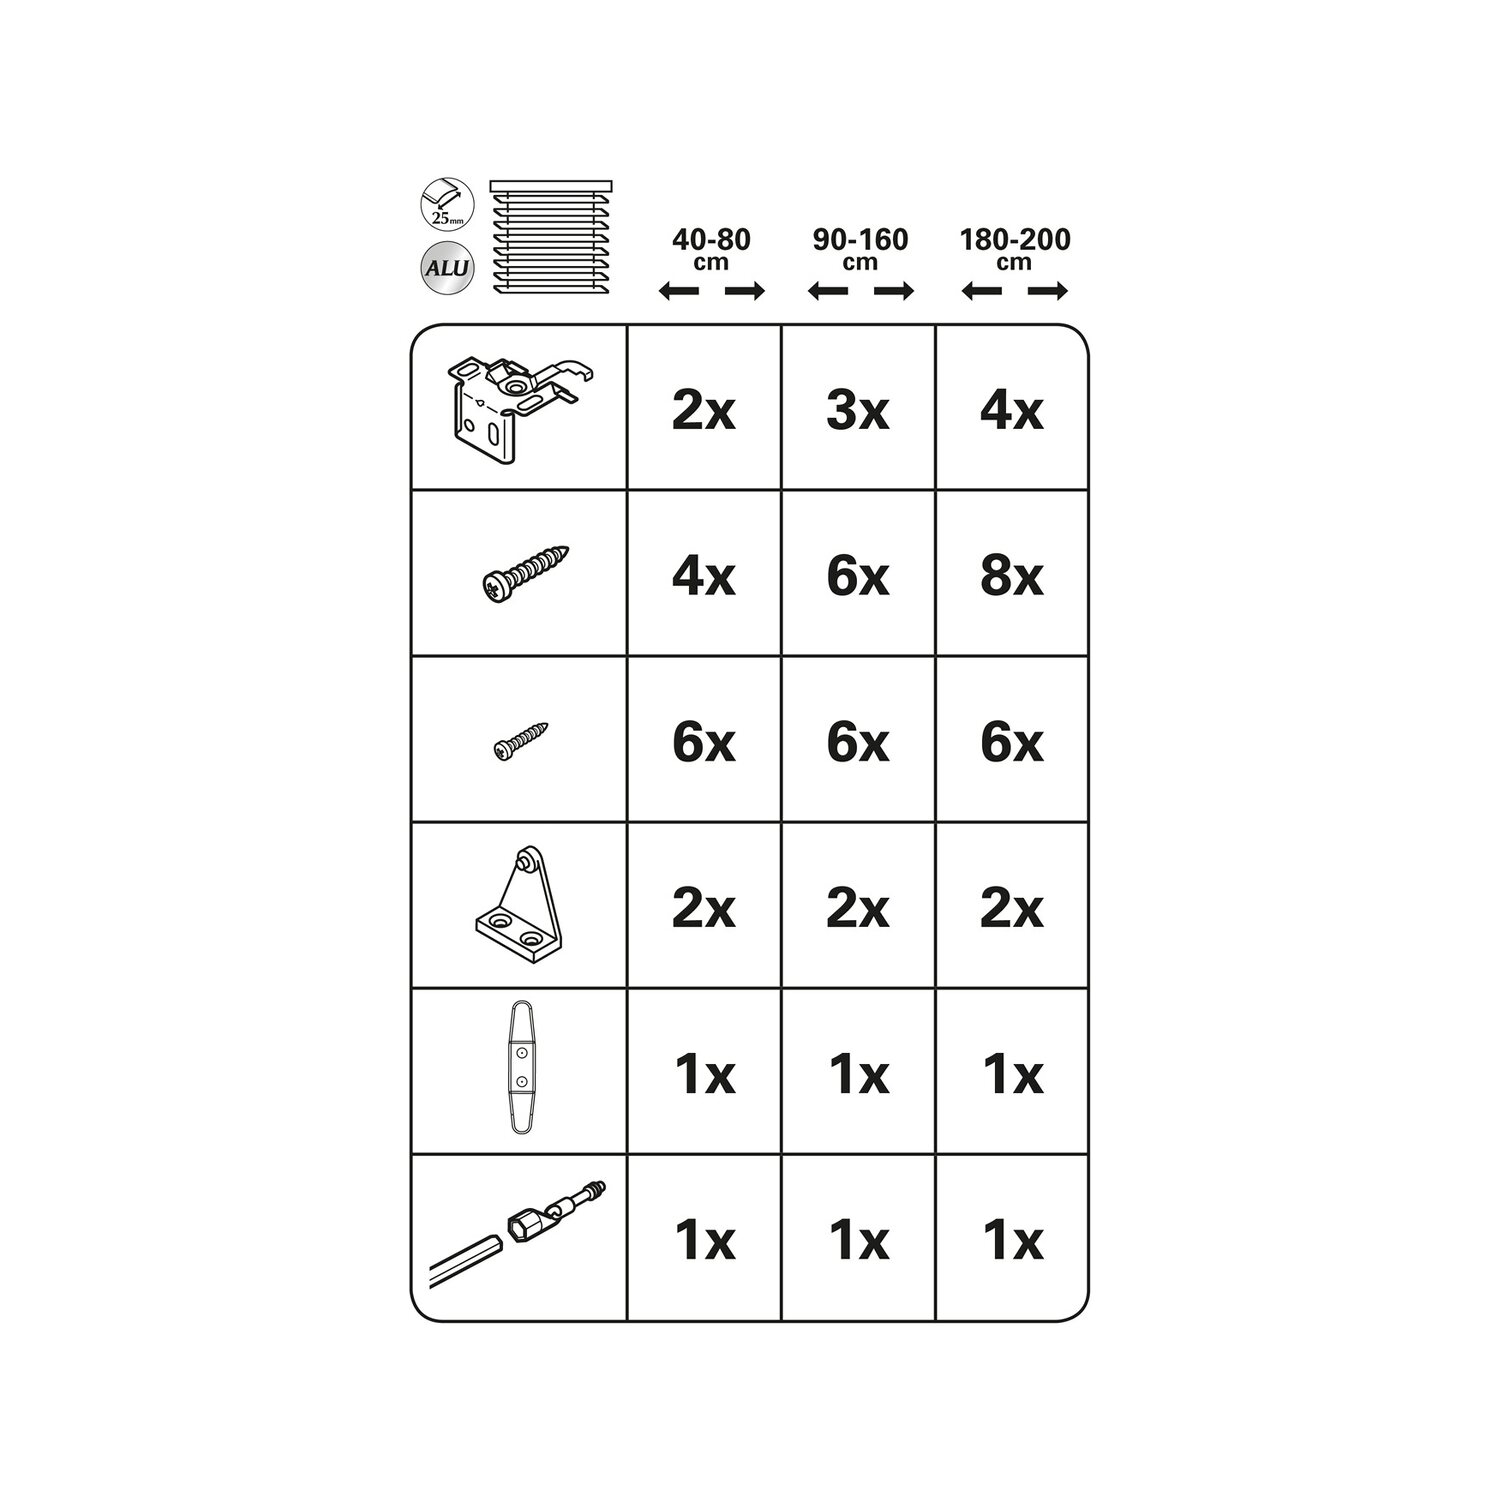 25mm
ALU
40-80 90-160 180-200
cm cm cm
2x 3x 4x
4x 6x 8x
6x 6x 6x
2x 2x 2x
1x 1x 1x
1x 1x 1x